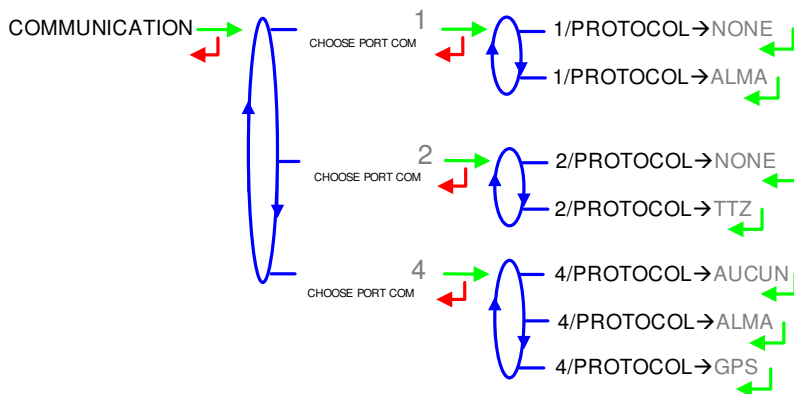 COMMUNICATION
CHOOSE PORT COM 1
1/PROTOCOL→NONE
1/PROTOCOL→ALMA
CHOOSE PORT COM 2
2/PROTOCOL→NONE
2/PROTOCOL→TTZ
CHOOSE PORT COM 4
4/PROTOCOL→AUCUN
4/PROTOCOL→ALMA
4/PROTOCOL→GPS